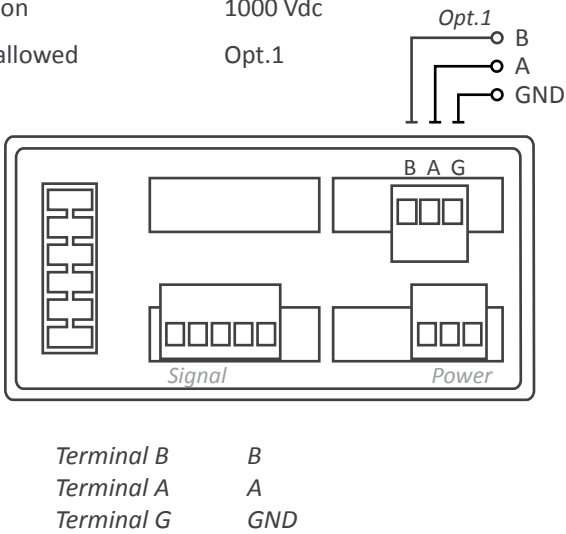 on 1000 Vdc
allowed Opt.1
Opt.1
B
A
GND
B A G
Signal Power
Terminal B B
Terminal A A
Terminal G GND